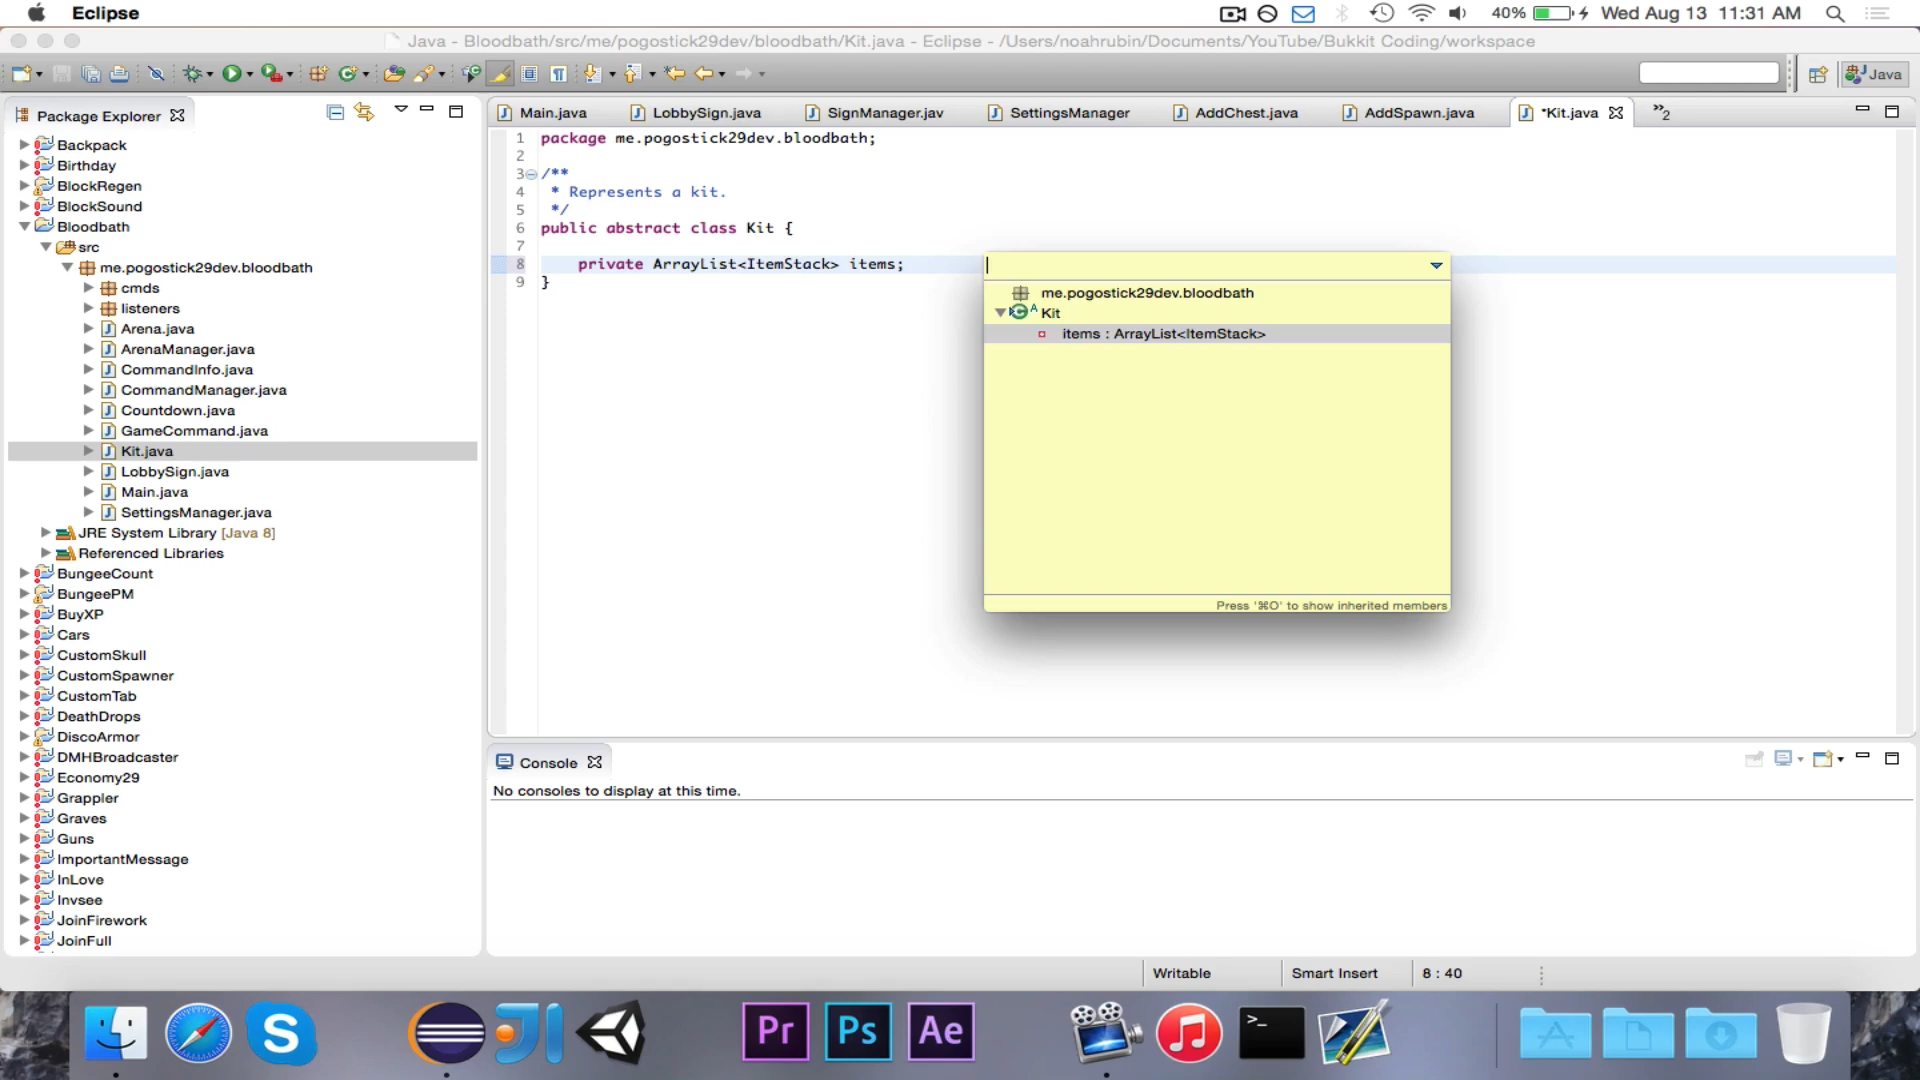 Eclipse
40%
Wed Aug 13 11:31 AM
Java - Bloodbath/src/me/pogostick29dev/bloodbath/Kit.java - Eclipse - /Users/noahrubin/Documents/YouTube/Bukkit Coding/workspace
Java
Package Explorer
Backpack
Birthday
BlockRegen
BlockSound
Bloodbath
src
me.pogostick29dev.bloodbath
cmds
listeners
Arena.java
ArenaManager.java
CommandInfo.java
CommandManager.java
Countdown.java
GameCommand.java
Kit.java
LobbySign.java
Main.java
SettingsManager.java
JRE System Library [Java 8]
Referenced Libraries
BungeeCount
BungeePM
BuyXP
Cars
CustomSkull
CustomSpawner
CustomTab
DeathDrops
DiscoArmor
DMHBroadcaster
Economy29
Grappler
Graves
Guns
ImportantMessage
InLove
Invsee
JoinFirework
JoinFull
Main.java LobbySign.java SignManager.jav SettingsManager AddChest.java AddSpawn.java *Kit.java »2
1 package me.pogostick29dev.bloodbath;
2
3 /**
4 * Represents a kit.
5 */
6 public abstract class Kit {
7
8 private ArrayList<ItemStack> items;
9 }
me.pogostick29dev.bloodbath
Kit
items : ArrayList<ItemStack>
Press '⌘O' to show inherited members
Console
No consoles to display at this time.
Writable
Smart Insert
8 : 40
S
Pr
Ps
Ae
>_